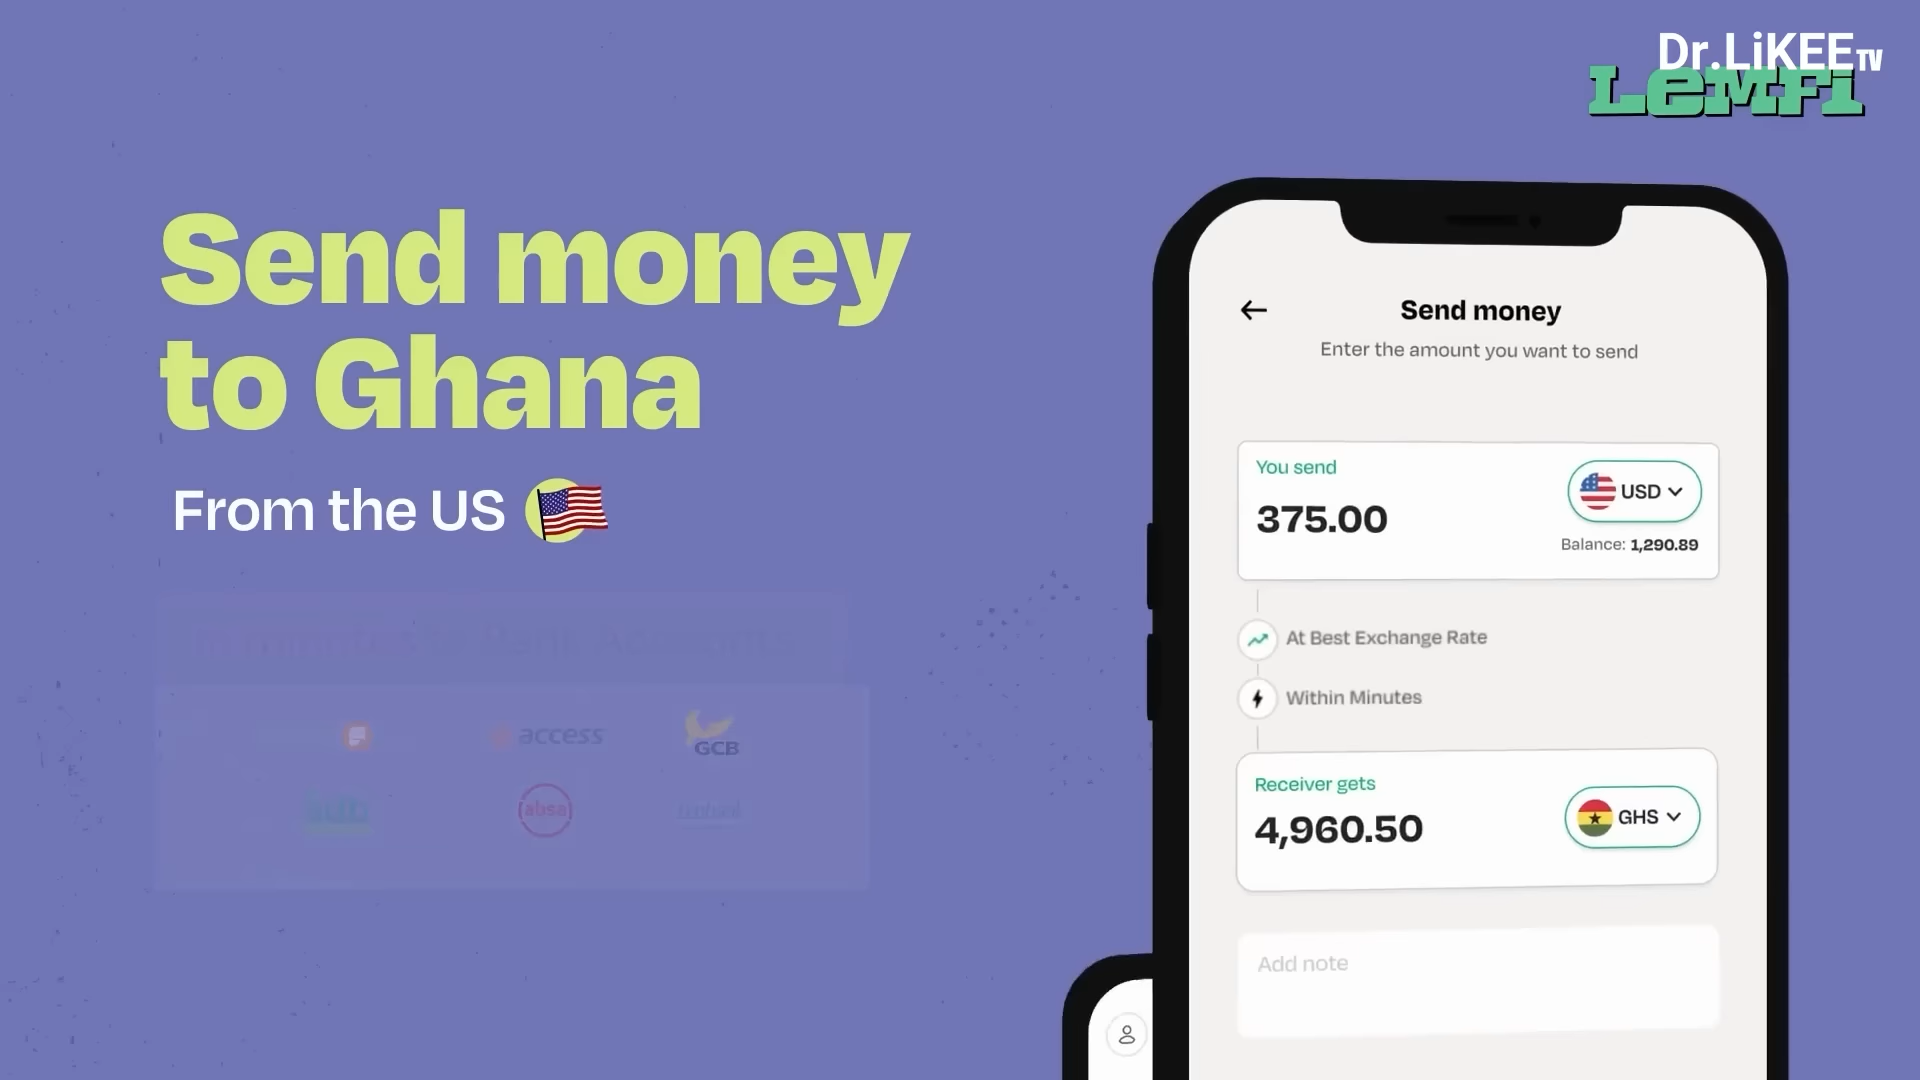 Dr.LiKEE TV
LeMFi
Send money
to Ghana
From the US
access
GCB
absa
Send money
Enter the amount you want to send
You send
375.00
USD
Balance: 1,290.89
At Best Exchange Rate
Within Minutes
Receiver gets
4,960.50
GHS
Add note